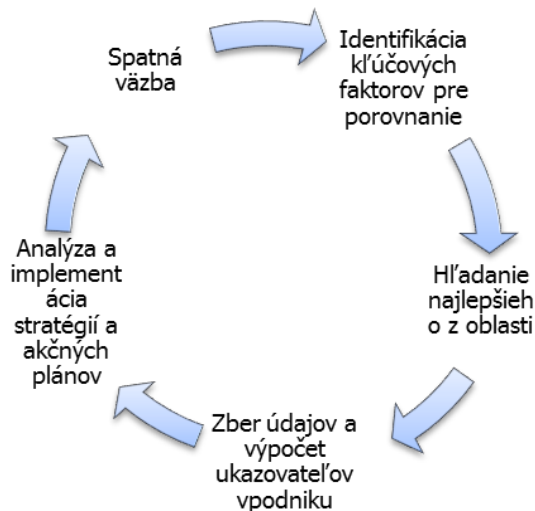 Spatná
väzba
Identifikácia
kľúčových
faktorov pre
porovnanie
Hľadanie
najlepšieh
o z oblasti
Zber údajov a
výpočet
ukazovateľov
vpodniku
Analýza a
implement
ácia
stratégií a
akčných
plánov